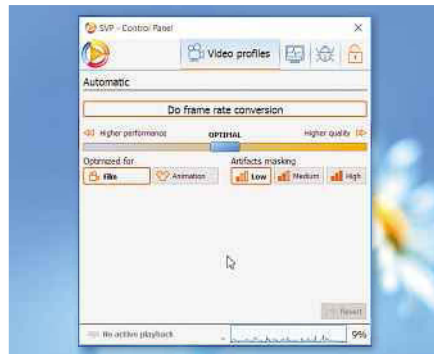 SVP - Control Panel
Video profiles
Automatic
Do frame rate conversion
Higher performance OPTIMAL Higher quality
Optimized for Artifacts masking
Film Animation Low Medium High
Revert
No active playback 9%